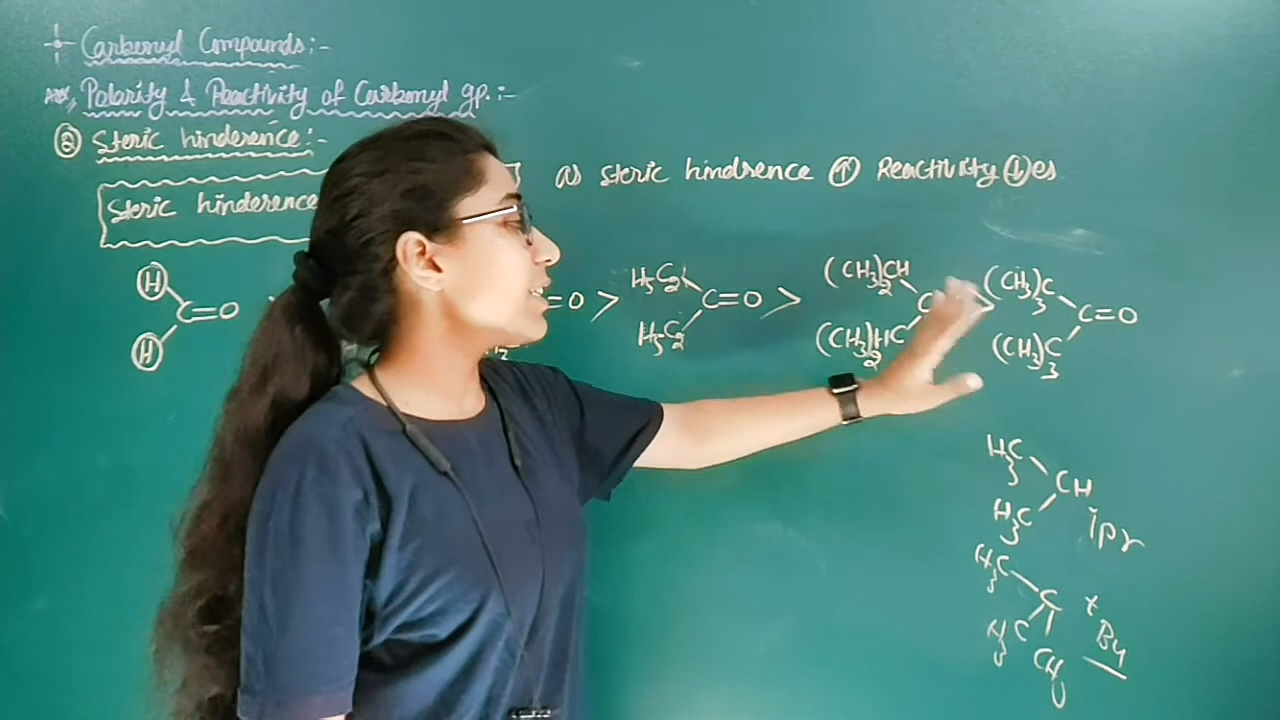 Carbonyl Compounds:-
Polarity & Reactivity of Carbonyl gp.:-
② Steric hinderence:-
Steric hinderence
as steric hindrence ↑ Reactivity ↓es
H H C=O
=O > H5C2 H5C2 C=O > (CH3)2CH (CH3)2HC C > (CH3)3C (CH3)3C C=O
H3C
CH
H3C
ipr
H3C
C
H3C
CH3
t Bu